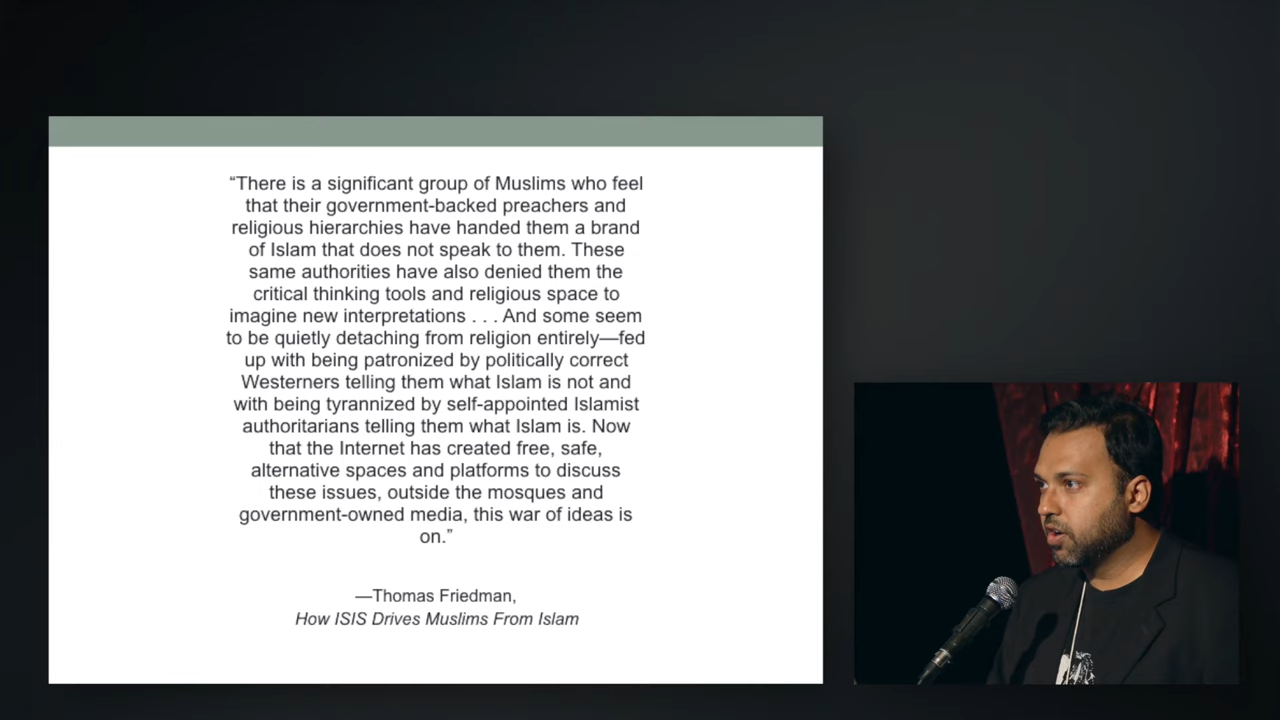 “There is a significant group of Muslims who feel
that their government-backed preachers and
religious hierarchies have handed them a brand
of Islam that does not speak to them. These
same authorities have also denied them the
critical thinking tools and religious space to
imagine new interpretations . . . And some seem
to be quietly detaching from religion entirely—fed
up with being patronized by politically correct
Westerners telling them what Islam is not and
with being tyrannized by self-appointed Islamist
authoritarians telling them what Islam is. Now
that the Internet has created free, safe,
alternative spaces and platforms to discuss
these issues, outside the mosques and
government-owned media, this war of ideas is
on.”
—Thomas Friedman,
How ISIS Drives Muslims From Islam